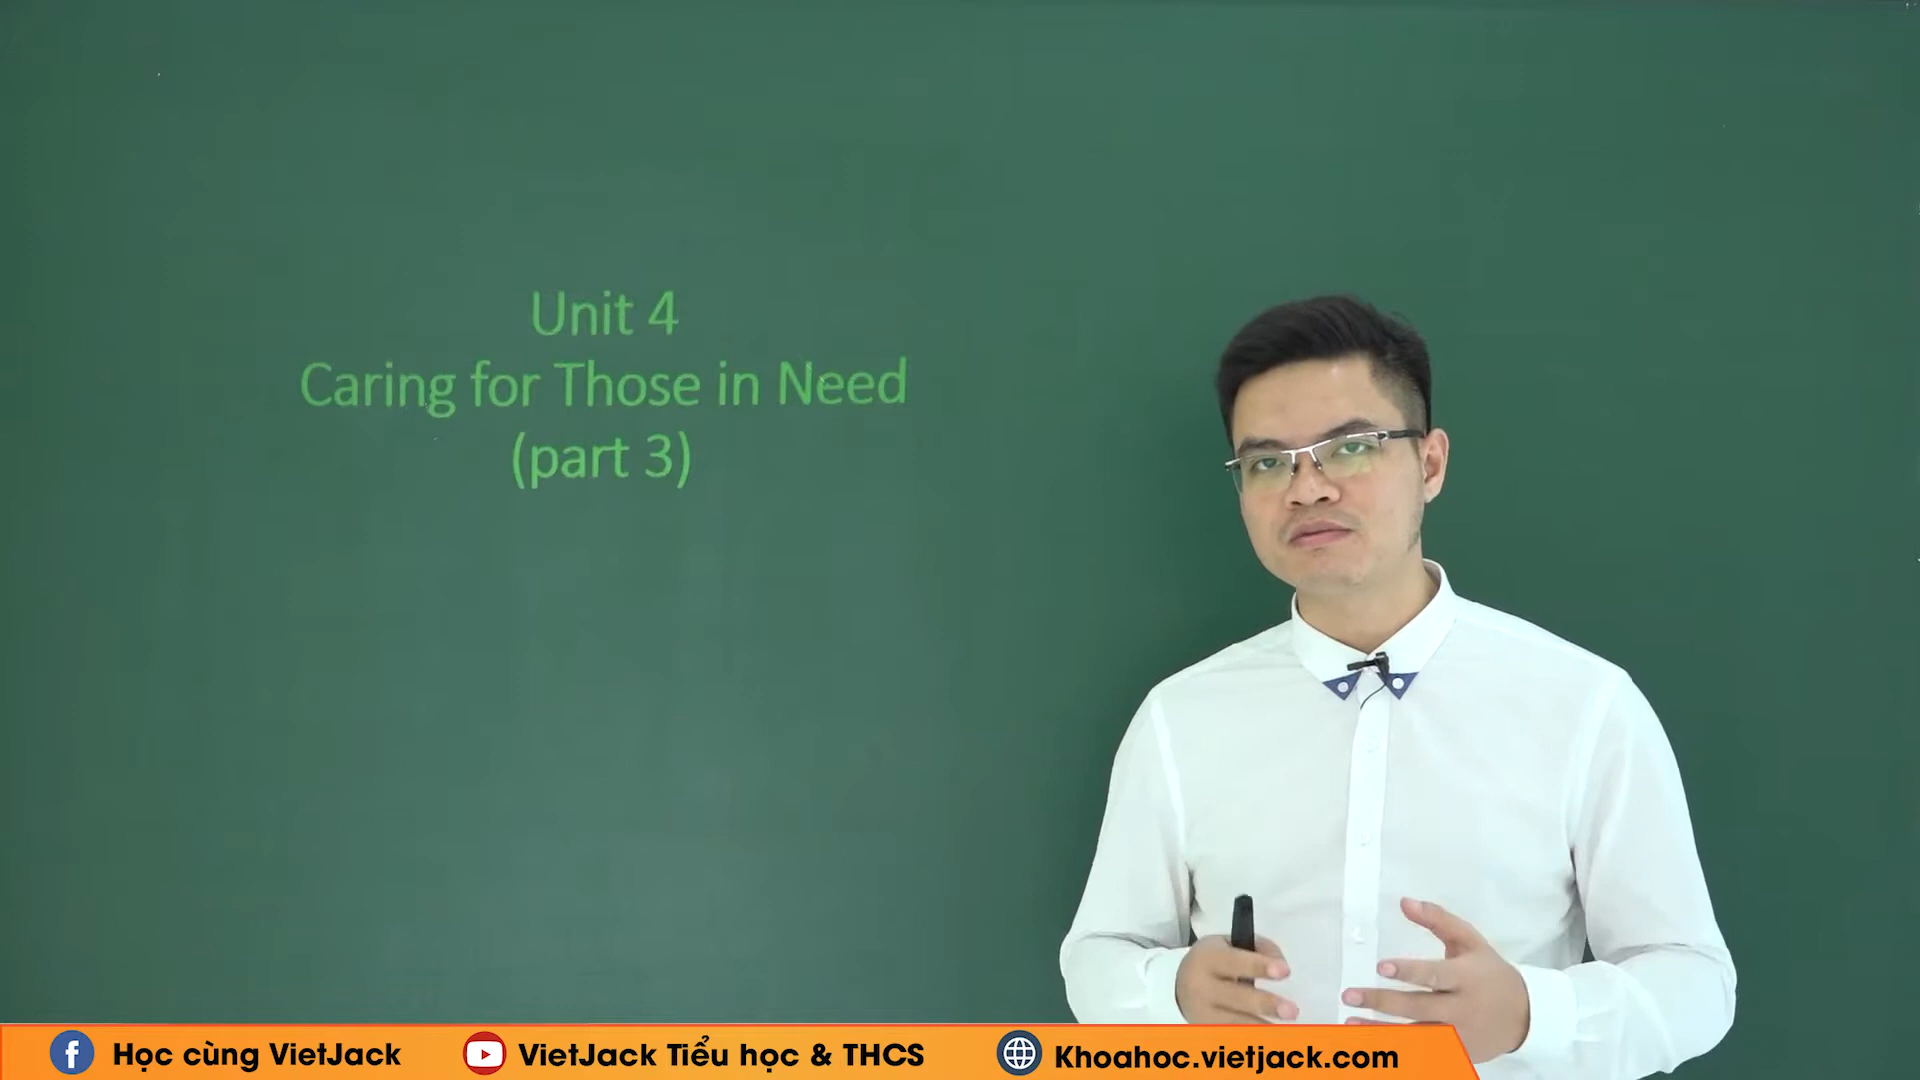 Unit 4
Caring for Those in Need
(part 3)
Học cùng VietJack
VietJack Tiểu học & THCS
Khoahoc.vietjack.com